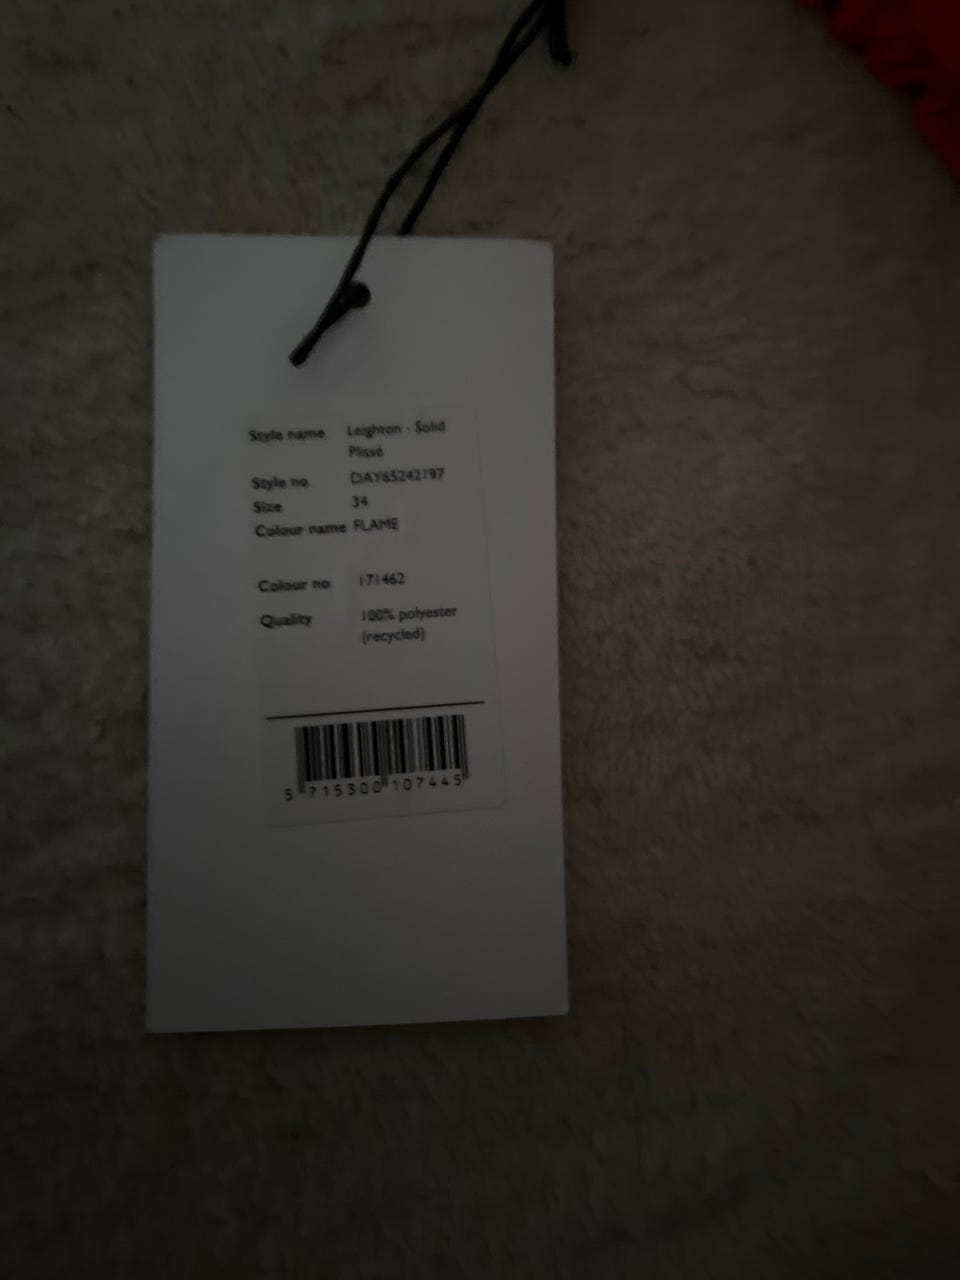 Style name Leighton - Solid
Plissé
Style no DAY65242197
Size 34
Colour name FLAME
Colour no 171462
Quality 100% polyester
(recycled)
5 715300 107445